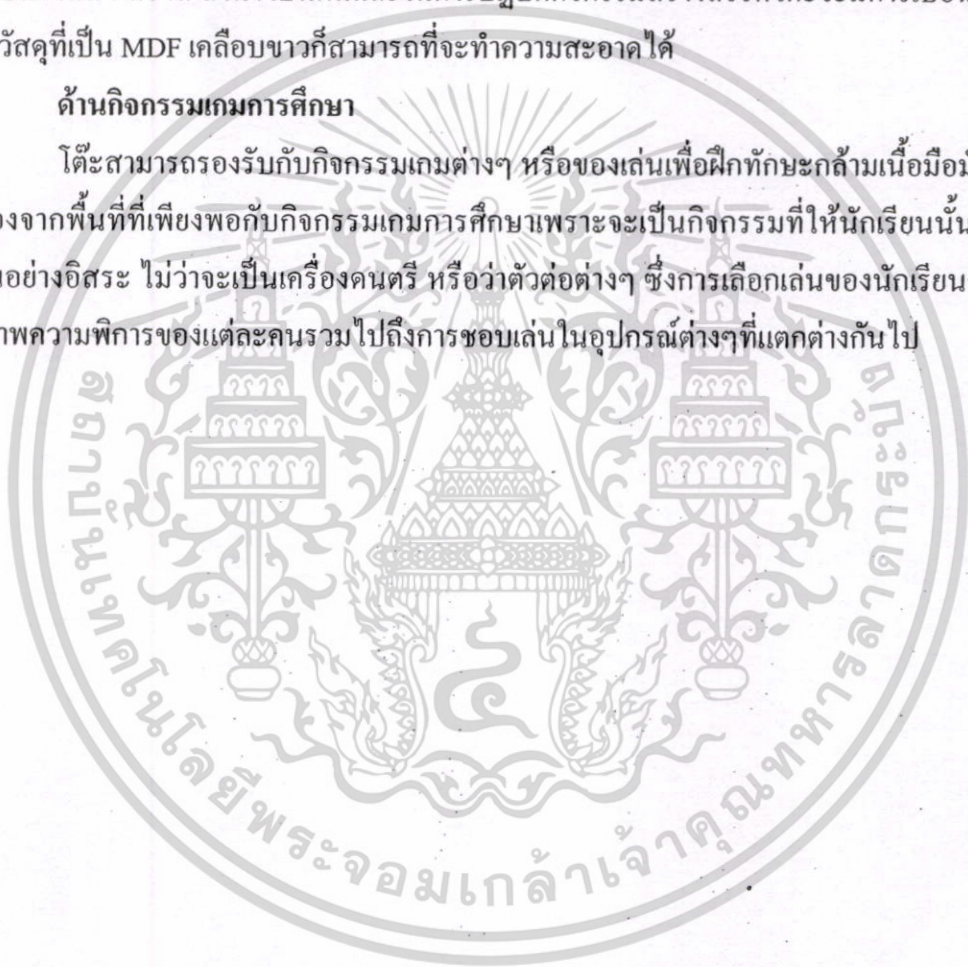 วัสดุที่เป็น MDF เคลือบขาวก็สามารถที่จะทำความสะอาดได้
ด้านกิจกรรมเกมการศึกษา
โต๊ะสามารถรองรับกับกิจกรรมเกมต่างๆ หรือของเล่นเพื่อฝึกทักษะกล้ามเนื้อมือ
องจากพื้นที่ที่เพียงพอกับกิจกรรมเกมการศึกษาเพราะจะเป็นกิจกรรมที่ให้นักเรียนนั้น
นอย่างอิสระ ไม่ว่าจะเป็นเครื่องดนตรี หรือว่าตัวต่อต่างๆ ซึ่งการเลือกเล่นของนักเรียน
าพความพิการของแต่ละคนรวมไปถึงการชอบเล่นในอุปกรณ์ต่างๆที่แตกต่างกันไป
สถาบันเทคโนโลยีพระจอมเกล้าเจ้าคุณทหารลาดกระบัง
๔